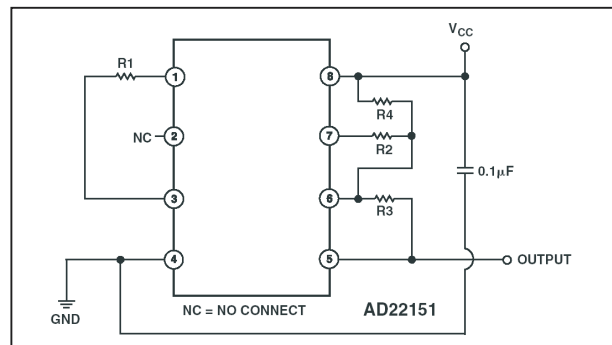 V_CC
R1
1
8
R4
NC
2
7
R2
0.1μF
3
6
R3
4
5
OUTPUT
GND
NC = NO CONNECT
AD22151